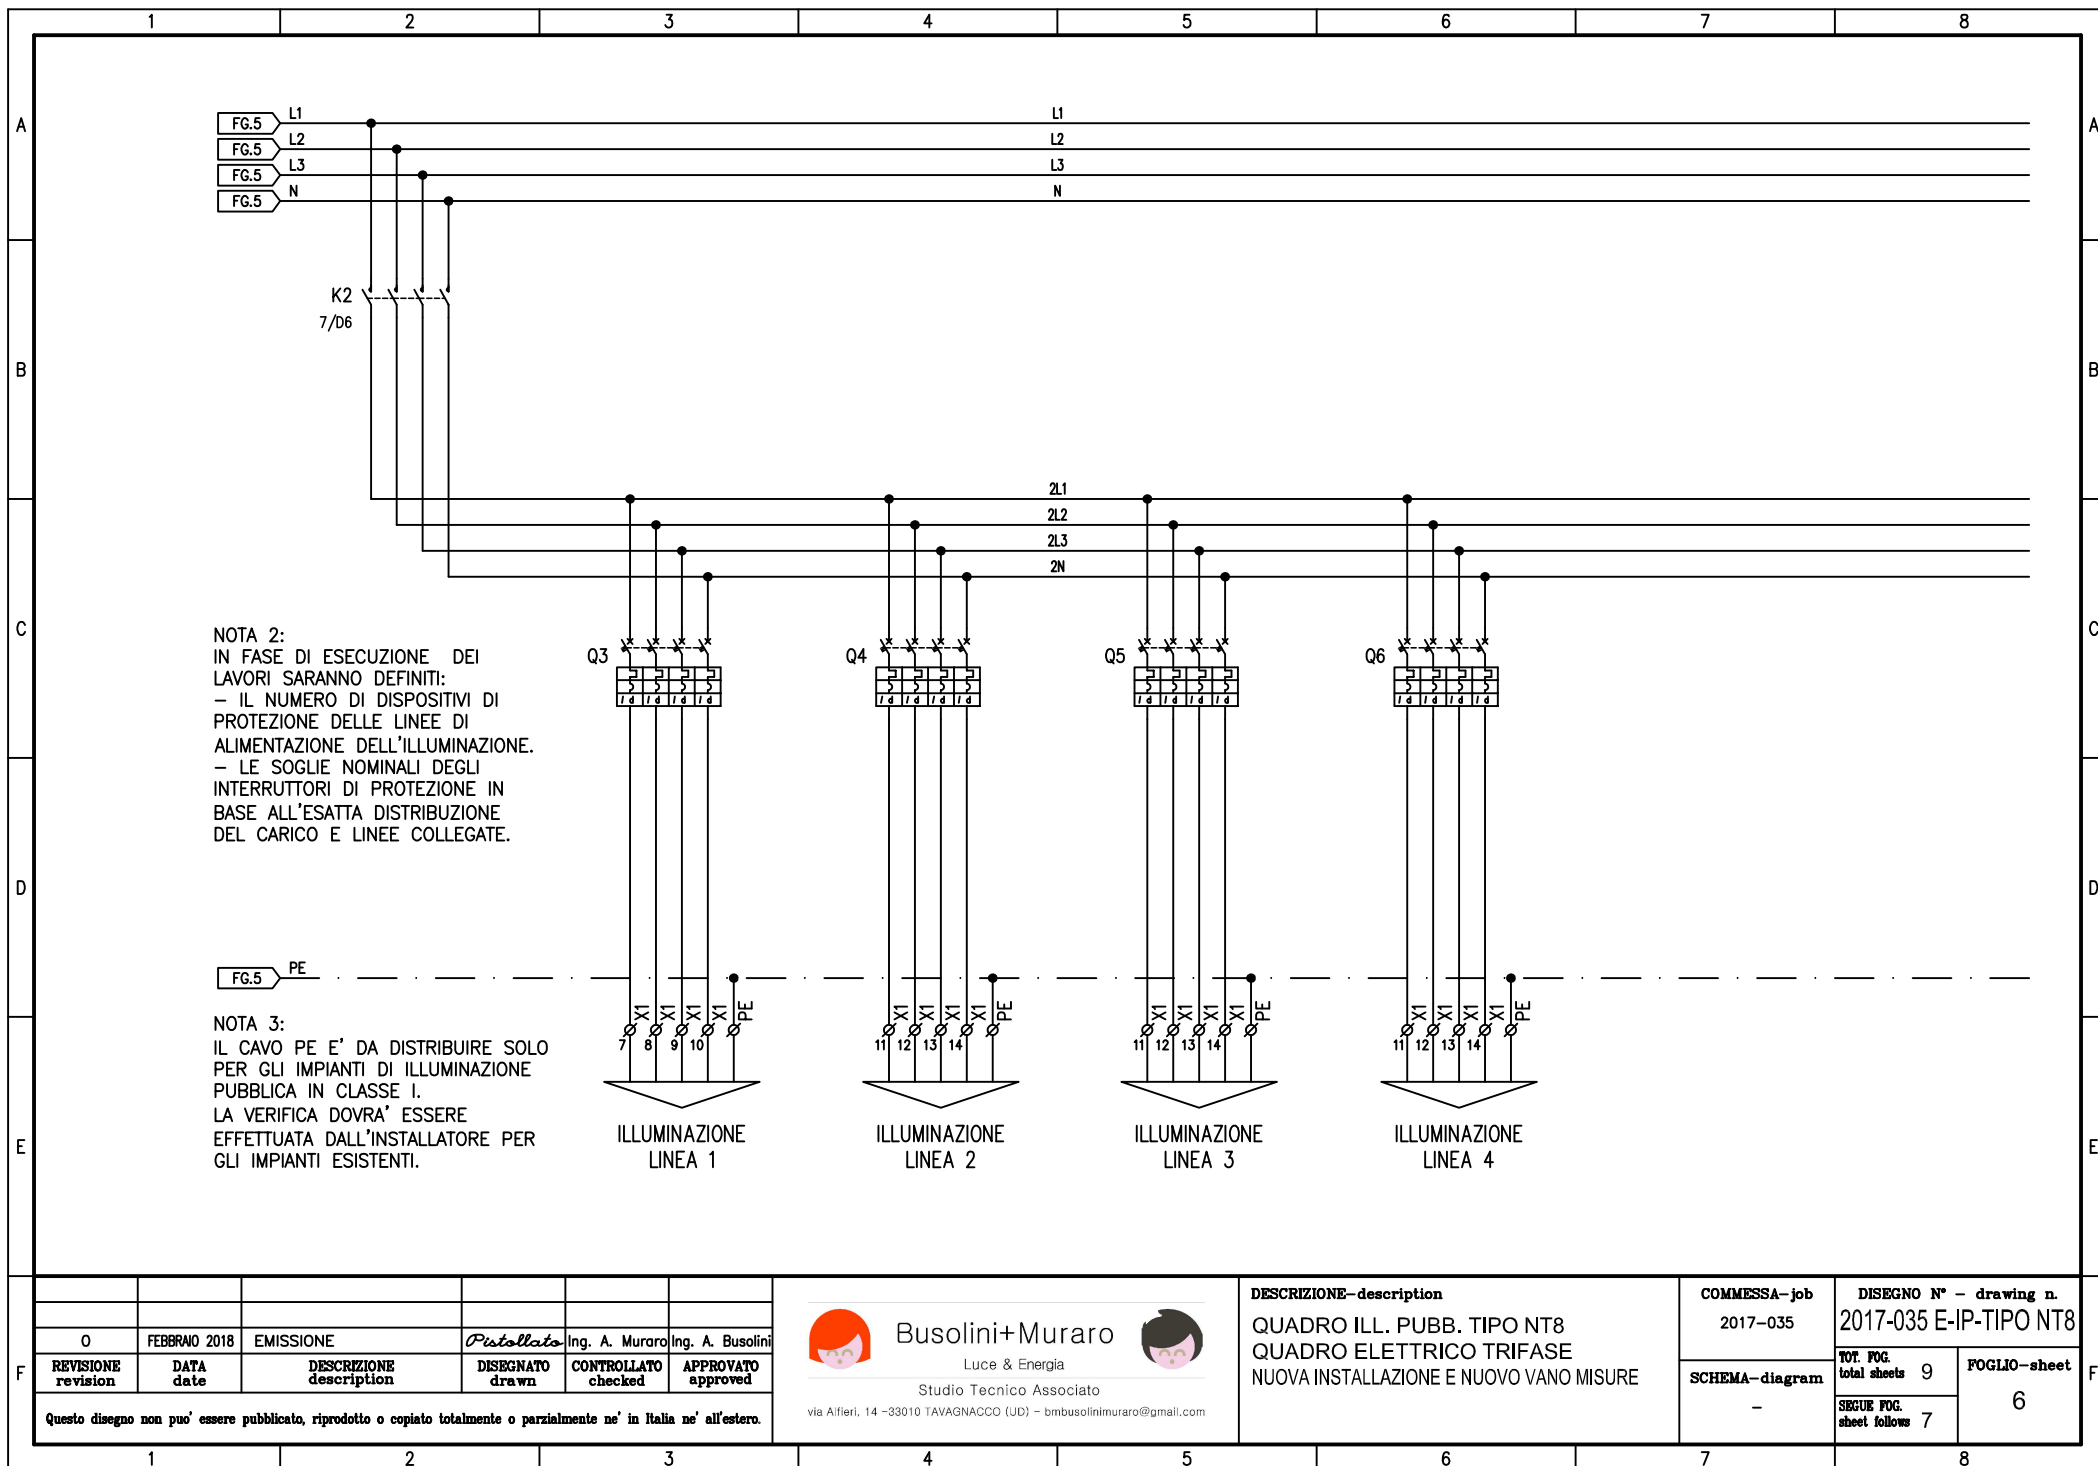 1 2 3 4 5 6 7 8
A A
FG.5 L1 L1
FG.5 L2 L2
FG.5 L3 L3
FG.5 N N
K2
7/D6
B B
2L1
2L2
2L3
2N
C C
Q3 Q4 Q5 Q6
NOTA 2:
IN FASE DI ESECUZIONE DEI
LAVORI SARANNO DEFINITI:
– IL NUMERO DI DISPOSITIVI DI
PROTEZIONE DELLE LINEE DI
ALIMENTAZIONE DELL'ILLUMINAZIONE.
– LE SOGLIE NOMINALI DEGLI
INTERRUTTORI DI PROTEZIONE IN
BASE ALL'ESATTA DISTRIBUZIONE
DEL CARICO E LINEE COLLEGATE.
I d I d I d I d I d I d I d I d I d I d I d I d I d I d I d I d
D D
FG.5 PE
X1 X1 X1 X1 PE X1 X1 X1 X1 PE X1 X1 X1 X1 PE X1 X1 X1 X1 PE
7 8 9 10 11 12 13 14 11 12 13 14 11 12 13 14
NOTA 3:
IL CAVO PE E' DA DISTRIBUIRE SOLO
PER GLI IMPIANTI DI ILLUMINAZIONE
PUBBLICA IN CLASSE I.
LA VERIFICA DOVRA' ESSERE
EFFETTUATA DALL'INSTALLATORE PER
GLI IMPIANTI ESISTENTI.
ILLUMINAZIONE
LINEA 1
ILLUMINAZIONE
LINEA 2
ILLUMINAZIONE
LINEA 3
ILLUMINAZIONE
LINEA 4
E E
F F
0 FEBBRAIO 2018 EMISSIONE Pistollato Ing. A. Muraro Ing. A. Busolini
REVISIONE DATA DESCRIZIONE DISEGNATO CONTROLLATO APPROVATO
revision date description drawn checked approved
Questo disegno non puo' essere pubblicato, riprodotto o copiato totalmente o parzialmente ne' in Italia ne' all'estero.
Busolini+Muraro
Luce & Energia
Studio Tecnico Associato
via Alfieri, 14 -33010 TAVAGNACCO (UD) - bmbusolinimuraro@gmail.com
DESCRIZIONE–description
QUADRO ILL. PUBB. TIPO NT8
QUADRO ELETTRICO TRIFASE
NUOVA INSTALLAZIONE E NUOVO VANO MISURE
COMMESSA–job
2017-035
SCHEMA–diagram
–
DISEGNO N° – drawing n.
2017-035 E-IP-TIPO NT8
TOT. FOG.
total sheets 9
SEGUE FOG.
sheet follows 7
FOGLIO–sheet
6
1 2 3 4 5 6 7 8